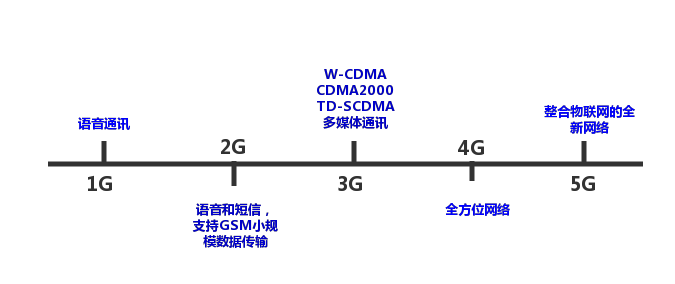 W-CDMA
CDMA2000
TD-SCDMA
多媒体通讯
语音通讯
整合物联网的全
新网络
2G
4G
1G
3G
5G
语音和短信，
支持GSM小规
模数据传输
全方位网络